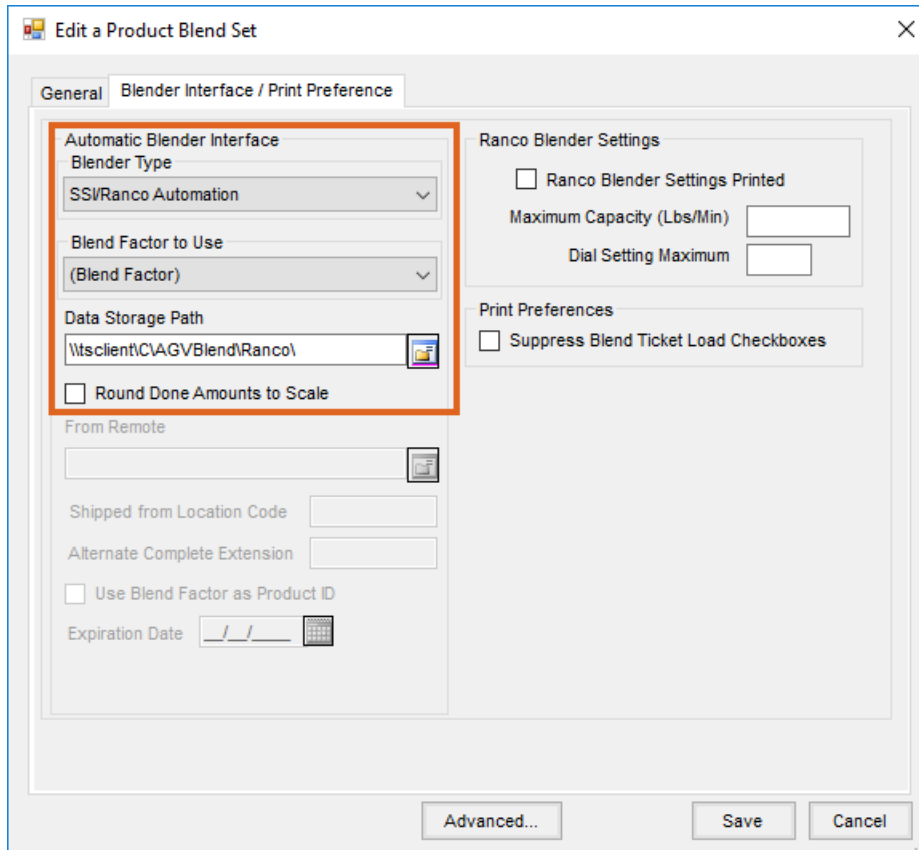 Edit a Product Blend Set
General
Blender Interface / Print Preference
Automatic Blender Interface
Blender Type
SSI/Ranco Automation
Blend Factor to Use
(Blend Factor)
Data Storage Path
\\tsclient\C\AGVBlend\Ranco\
Round Done Amounts to Scale
From Remote
Shipped from Location Code
Alternate Complete Extension
Use Blend Factor as Product ID
Expiration Date __/__/____
Ranco Blender Settings
Ranco Blender Settings Printed
Maximum Capacity (Lbs/Min)
Dial Setting Maximum
Print Preferences
Suppress Blend Ticket Load Checkboxes
Advanced...
Save
Cancel